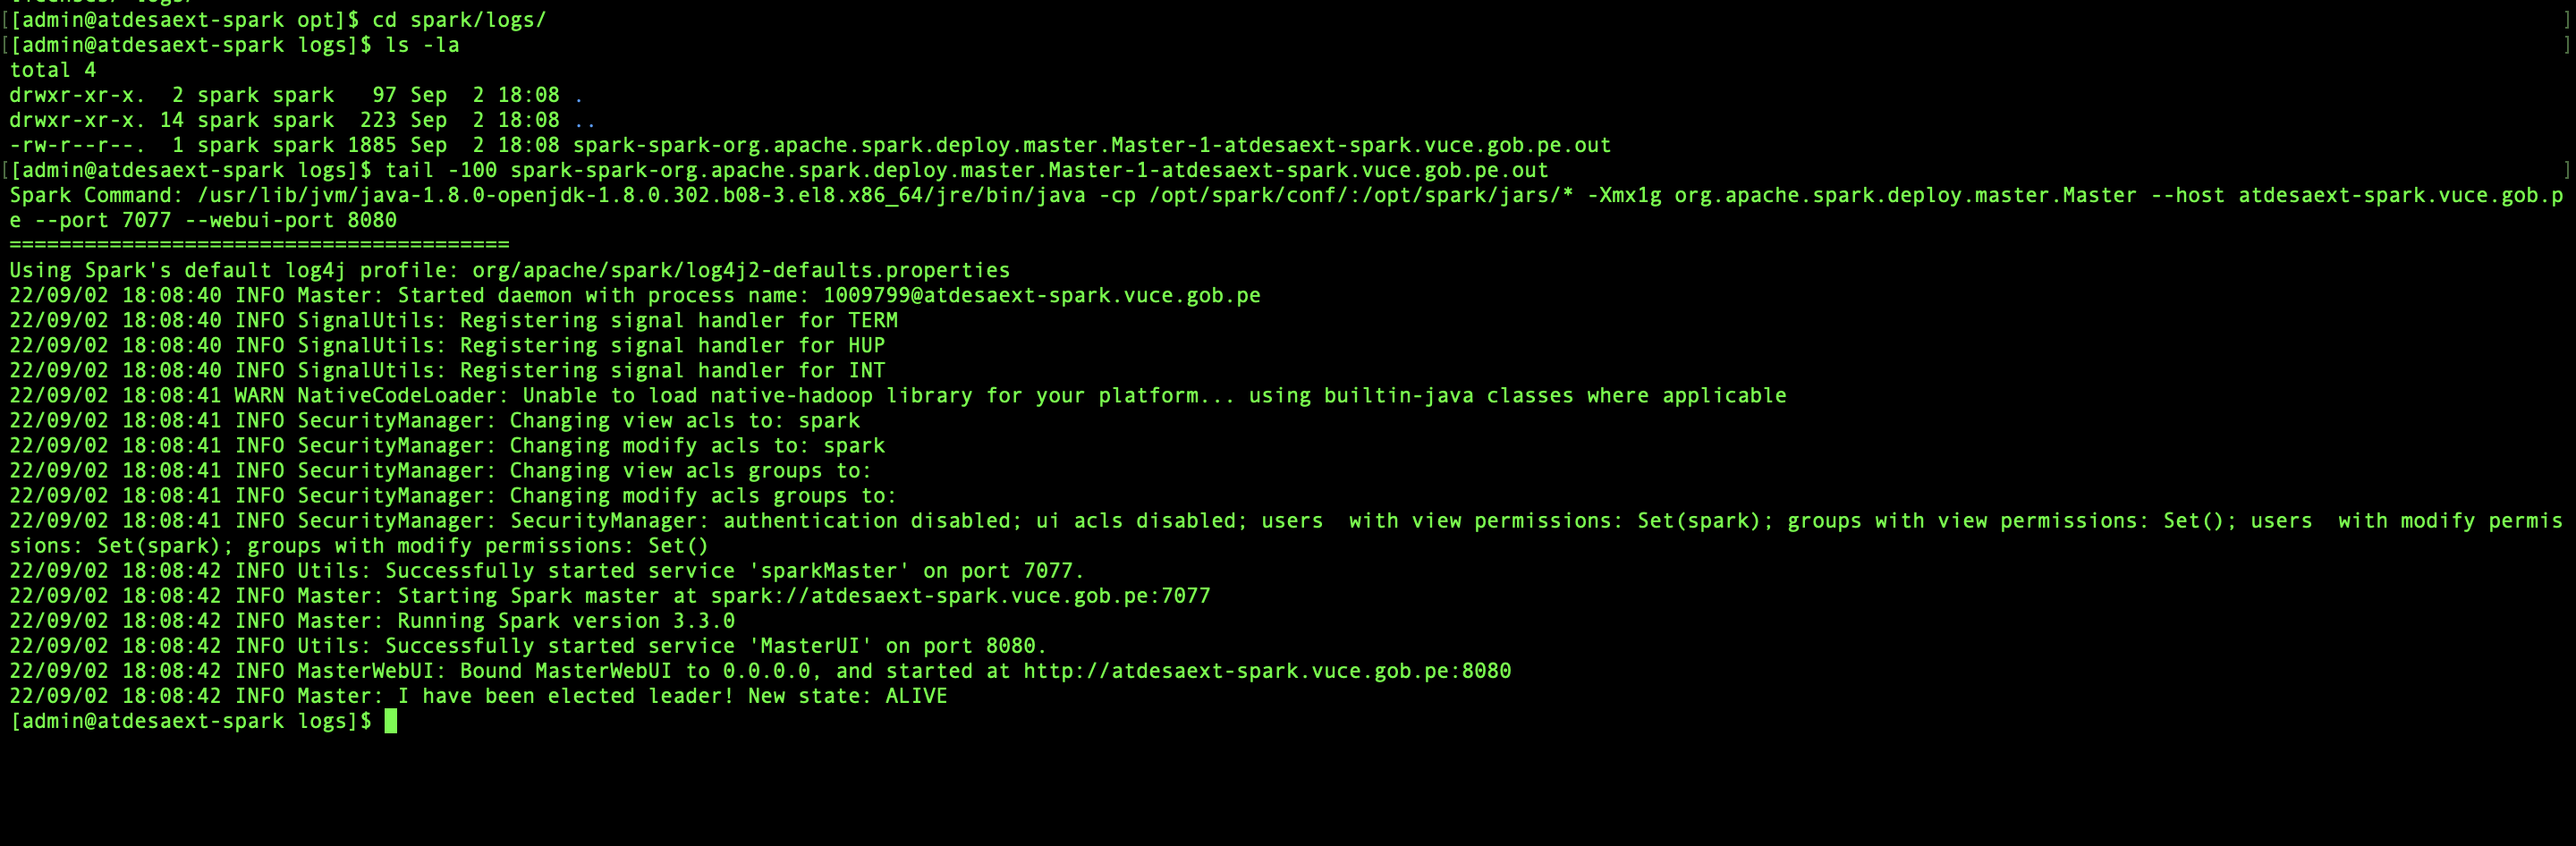 [[admin@atdesaext-spark opt]$ cd spark/logs/ ]
[[admin@atdesaext-spark logs]$ ls -la ]
total 4
drwxr-xr-x.  2 spark spark   97 Sep  2 18:08 .
drwxr-xr-x. 14 spark spark  223 Sep  2 18:08 ..
-rw-r--r--.  1 spark spark 1885 Sep  2 18:08 spark-spark-org.apache.spark.deploy.master.Master-1-atdesaext-spark.vuce.gob.pe.out
[[admin@atdesaext-spark logs]$ tail -100 spark-spark-org.apache.spark.deploy.master.Master-1-atdesaext-spark.vuce.gob.pe.out ]
Spark Command: /usr/lib/jvm/java-1.8.0-openjdk-1.8.0.302.b08-3.el8.x86_64/jre/bin/java -cp /opt/spark/conf/:/opt/spark/jars/* -Xmx1g org.apache.spark.deploy.master.Master --host atdesaext-spark.vuce.gob.p
e --port 7077 --webui-port 8080
========================================
Using Spark's default log4j profile: org/apache/spark/log4j2-defaults.properties
22/09/02 18:08:40 INFO Master: Started daemon with process name: 1009799@atdesaext-spark.vuce.gob.pe
22/09/02 18:08:40 INFO SignalUtils: Registering signal handler for TERM
22/09/02 18:08:40 INFO SignalUtils: Registering signal handler for HUP
22/09/02 18:08:40 INFO SignalUtils: Registering signal handler for INT
22/09/02 18:08:41 WARN NativeCodeLoader: Unable to load native-hadoop library for your platform... using builtin-java classes where applicable
22/09/02 18:08:41 INFO SecurityManager: Changing view acls to: spark
22/09/02 18:08:41 INFO SecurityManager: Changing modify acls to: spark
22/09/02 18:08:41 INFO SecurityManager: Changing view acls groups to:
22/09/02 18:08:41 INFO SecurityManager: Changing modify acls groups to:
22/09/02 18:08:41 INFO SecurityManager: SecurityManager: authentication disabled; ui acls disabled; users  with view permissions: Set(spark); groups with view permissions: Set(); users  with modify permis
sions: Set(spark); groups with modify permissions: Set()
22/09/02 18:08:42 INFO Utils: Successfully started service 'sparkMaster' on port 7077.
22/09/02 18:08:42 INFO Master: Starting Spark master at spark://atdesaext-spark.vuce.gob.pe:7077
22/09/02 18:08:42 INFO Master: Running Spark version 3.3.0
22/09/02 18:08:42 INFO Utils: Successfully started service 'MasterUI' on port 8080.
22/09/02 18:08:42 INFO MasterWebUI: Bound MasterWebUI to 0.0.0.0, and started at http://atdesaext-spark.vuce.gob.pe:8080
22/09/02 18:08:42 INFO Master: I have been elected leader! New state: ALIVE
[admin@atdesaext-spark logs]$